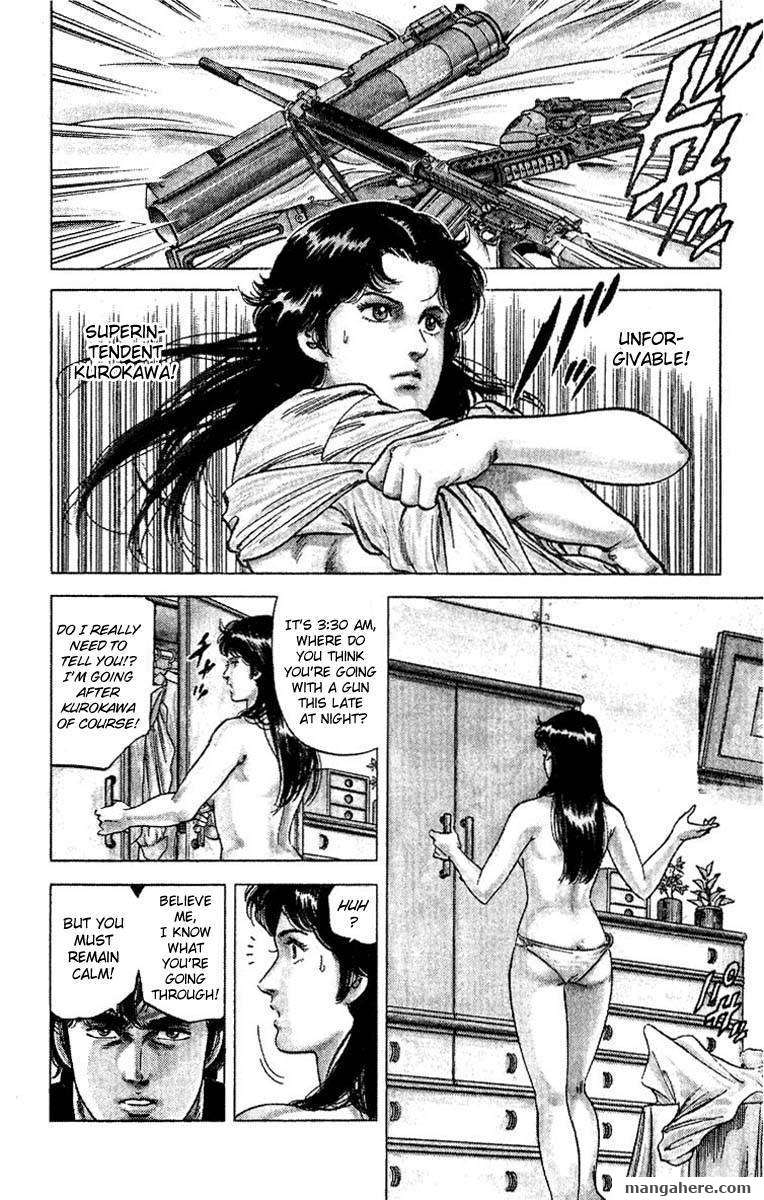 UNFOR-
GIVABLE!
SUPERIN-
TENDENT
KUROKAWA!
IT'S 3:30 AM,
WHERE DO
YOU THINK
YOU'RE GOING
WITH A GUN
THIS LATE
AT NIGHT?
DO I REALLY
NEED TO
TELL YOU!?
I'M GOING
AFTER
KUROKAWA
OF COURSE!
HUH
?
BELIEVE
ME,
I KNOW
WHAT
YOU'RE
GOING
THROUGH!
BUT YOU
MUST
REMAIN
CALM!
mangahere.com